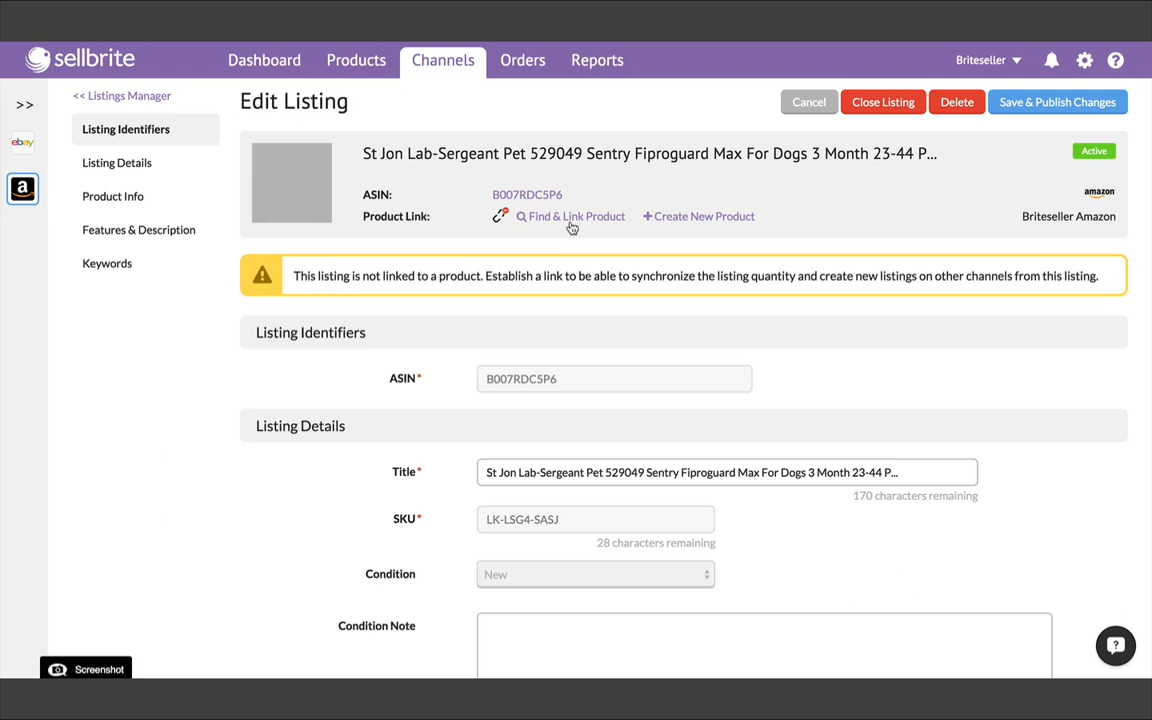 sellbrite
Dashboard Products Channels Orders Reports
Briteseller
>>
<< Listings Manager
ebay
a
Listing Identifiers
Listing Details
Product Info
Features & Description
Keywords
Edit Listing
Cancel Close Listing Delete Save & Publish Changes
St Jon Lab-Sergeant Pet 529049 Sentry Fiproguard Max For Dogs 3 Month 23-44 P...
Active
ASIN: B007RDC5P6
amazon
Product Link: Find & Link Product +Create New Product
Briteseller Amazon
This listing is not linked to a product. Establish a link to be able to synchronize the listing quantity and create new listings on other channels from this listing.
Listing Identifiers
ASIN* B007RDC5P6
Listing Details
Title* St Jon Lab-Sergeant Pet 529049 Sentry Fiproguard Max For Dogs 3 Month 23-44 P...
170 characters remaining
SKU* LK-LSG4-SASJ
28 characters remaining
Condition New
Condition Note
Screenshot